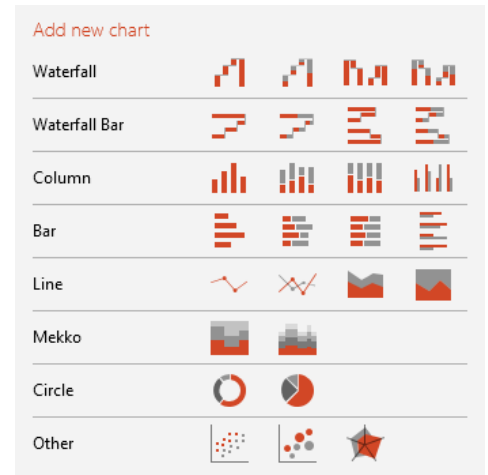 Add new chart
Waterfall
Waterfall Bar
Column
Bar
Line
Mekko
Circle
Other